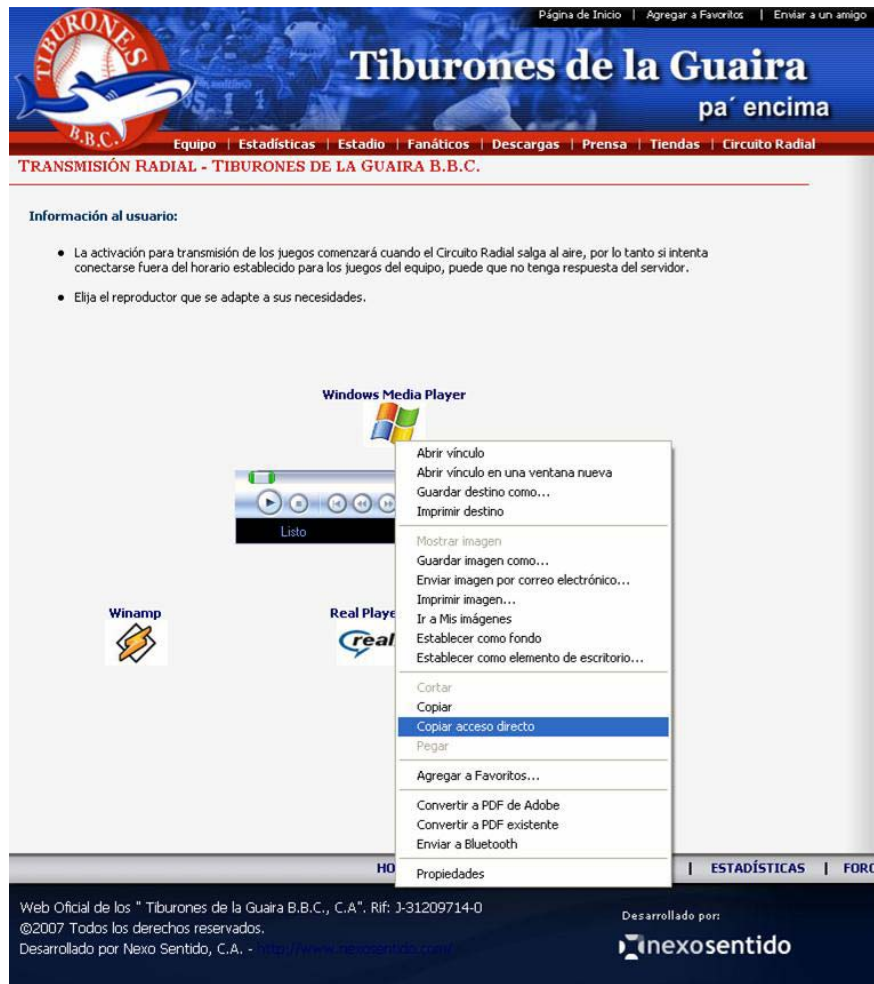 Página de Inicio | Agregar a Favoritos | Enviar a un amigo
TIBURONES
B.B.C.
Tiburones de la Guaira
pa´ encima
Equipo | Estadísticas | Estadio | Fanáticos | Descargas | Prensa | Tiendas | Circuito Radial
TRANSMISIÓN RADIAL - TIBURONES DE LA GUAIRA B.B.C.
Información al usuario:
• La activación para transmisión de los juegos comenzará cuando el Circuito Radial salga al aire, por lo tanto si intenta
conectarse fuera del horario establecido para los juegos del equipo, puede que no tenga respuesta del servidor.
• Elija el reproductor que se adapte a sus necesidades.
Windows Media Player
Listo
Winamp
Real Playe
real
Abrir vínculo
Abrir vínculo en una ventana nueva
Guardar destino como...
Imprimir destino
Mostrar imagen
Guardar imagen como...
Enviar imagen por correo electrónico...
Imprimir imagen...
Ir a Mis imágenes
Establecer como fondo
Establecer como elemento de escritorio...
Cortar
Copiar
Copiar acceso directo
Pegar
Agregar a Favoritos...
Convertir a PDF de Adobe
Convertir a PDF existente
Enviar a Bluetooth
Propiedades
HO
| ESTADÍSTICAS | FORO
Web Oficial de los " Tiburones de la Guaira B.B.C., C.A". Rif: J-31209714-0
©2007 Todos los derechos reservados.
Desarrollado por Nexo Sentido, C.A. - http://www.nexosentido.com/
Desarrollado por:
nexosentido